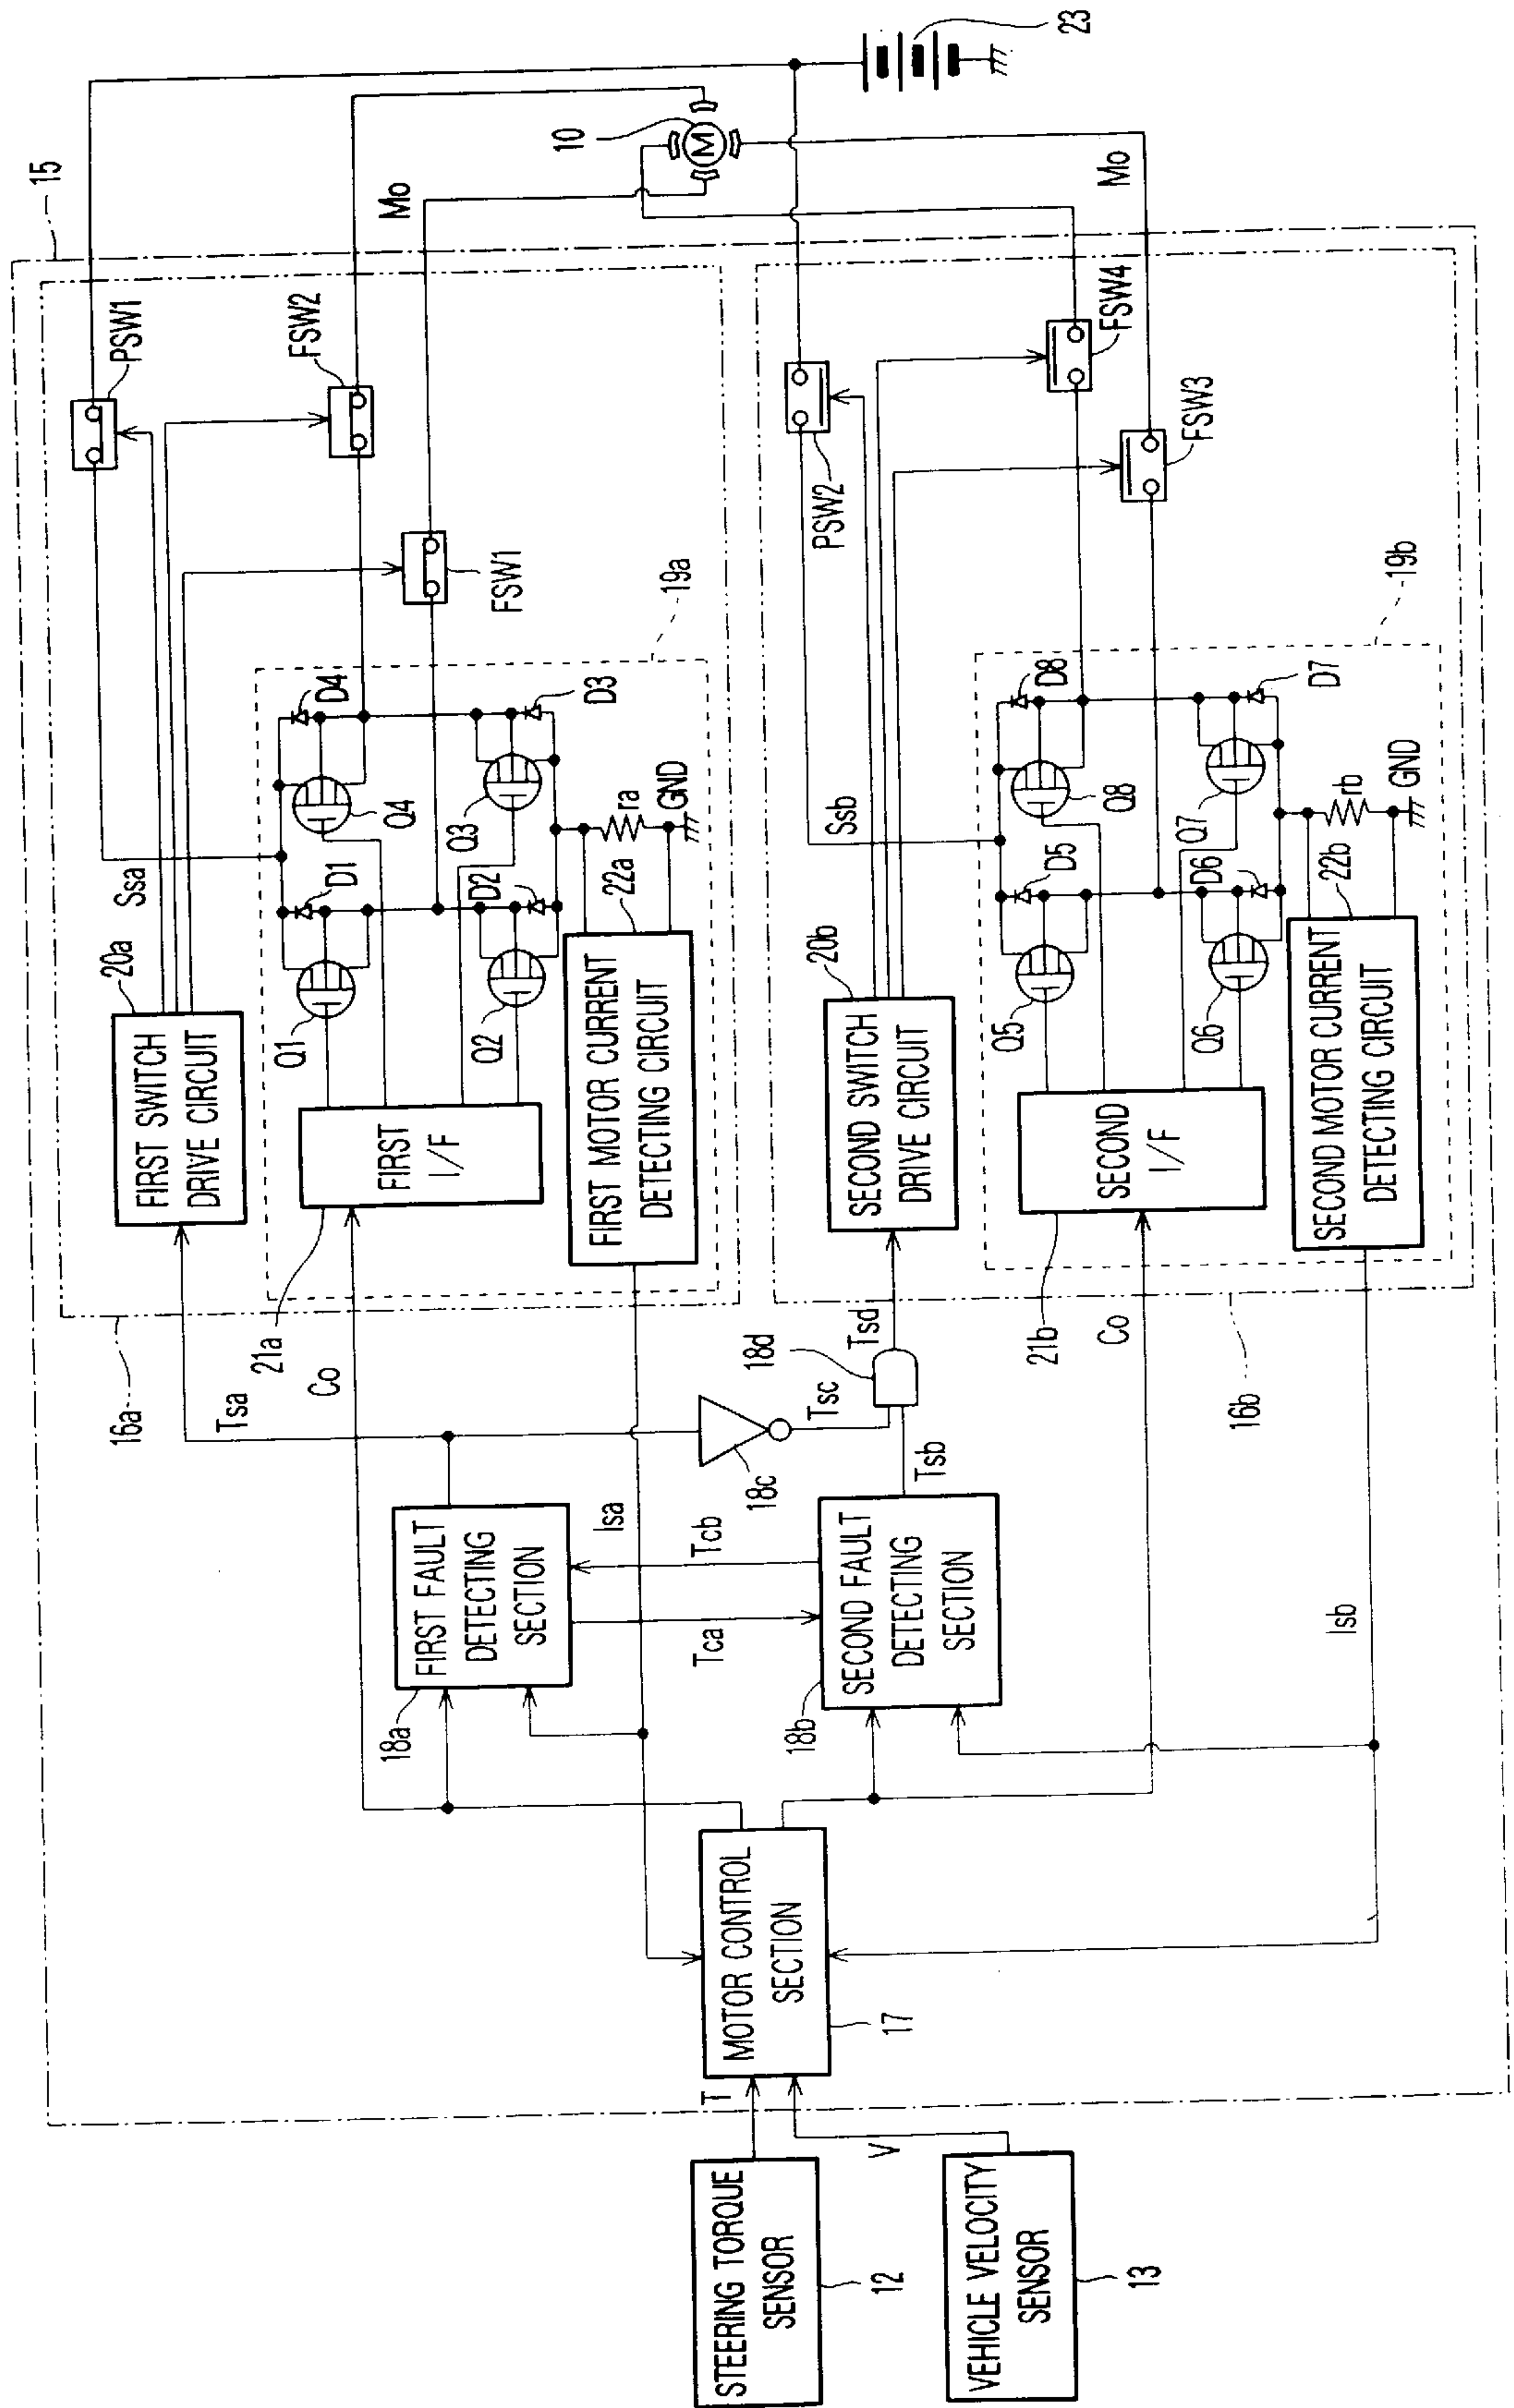 15
PSW1
FSW2
Mo
10
23
FSW1
19a
Ssa
20a
FIRST SWITCH
DRIVE CIRCUIT
D4
D1
Q4
Q1
D3
D2
Q3
Q2
ra
GND
22a
FIRST
I/F
21a
FIRST MOTOR CURRENT
DETECTING CIRCUIT
16a
Tsa
Co
M
Mo
PSW2
FSW4
FSW3
19b
Ssb
20b
SECOND SWITCH
DRIVE CIRCUIT
D8
D5
Q8
Q5
D7
D6
Q7
Q6
rb
GND
22b
SECOND
I/F
21b
SECOND MOTOR CURRENT
DETECTING CIRCUIT
16b
Co
Tsd
18d
Tsc
18c
Tsb
Isa
Tcb
Tca
FIRST FAULT
DETECTING
SECTION
18a
SECOND FAULT
DETECTING
SECTION
18b
Isb
MOTOR CONTROL
SECTION
17
T
V
STEERING TORQUE
SENSOR
12
VEHICLE VELOCITY
SENSOR
13